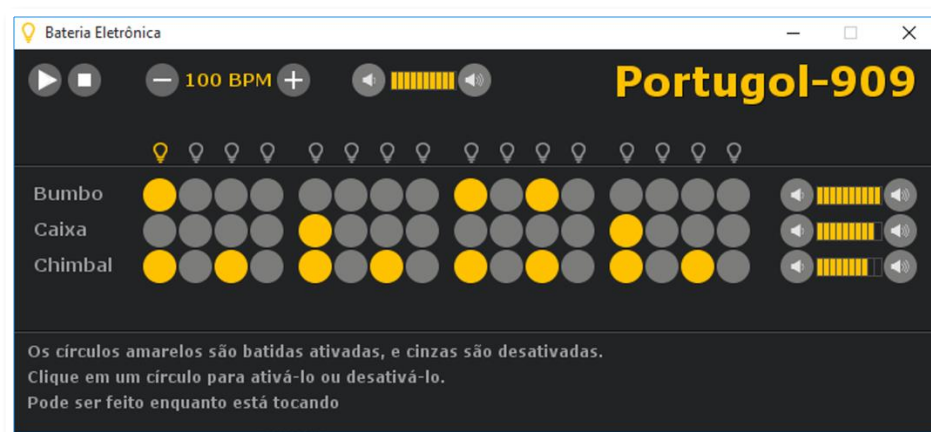 Bateria Eletrônica
100 BPM
Portugol-909
Bumbo
Caixa
Chimbal
Os círculos amarelos são batidas ativadas, e cinzas são desativadas.
Clique em um círculo para ativá-lo ou desativá-lo.
Pode ser feito enquanto está tocando